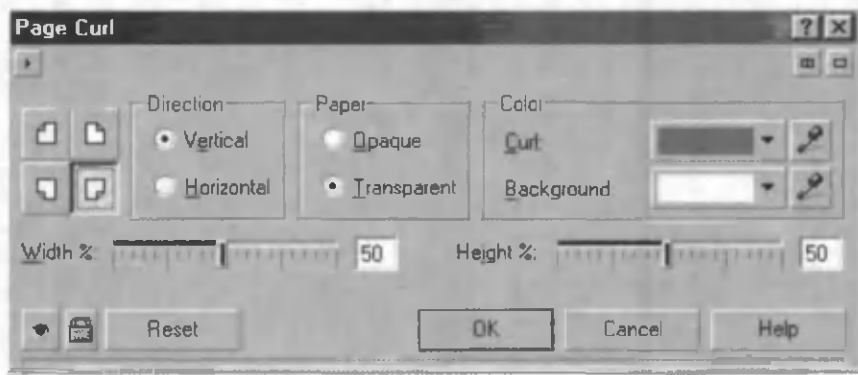 Page Curl
Direction Paper Color
Vertical Opaque Curl:
Horizontal Transparent Background:
Width %: 50 Height %: 50
Reset OK Cancel Help